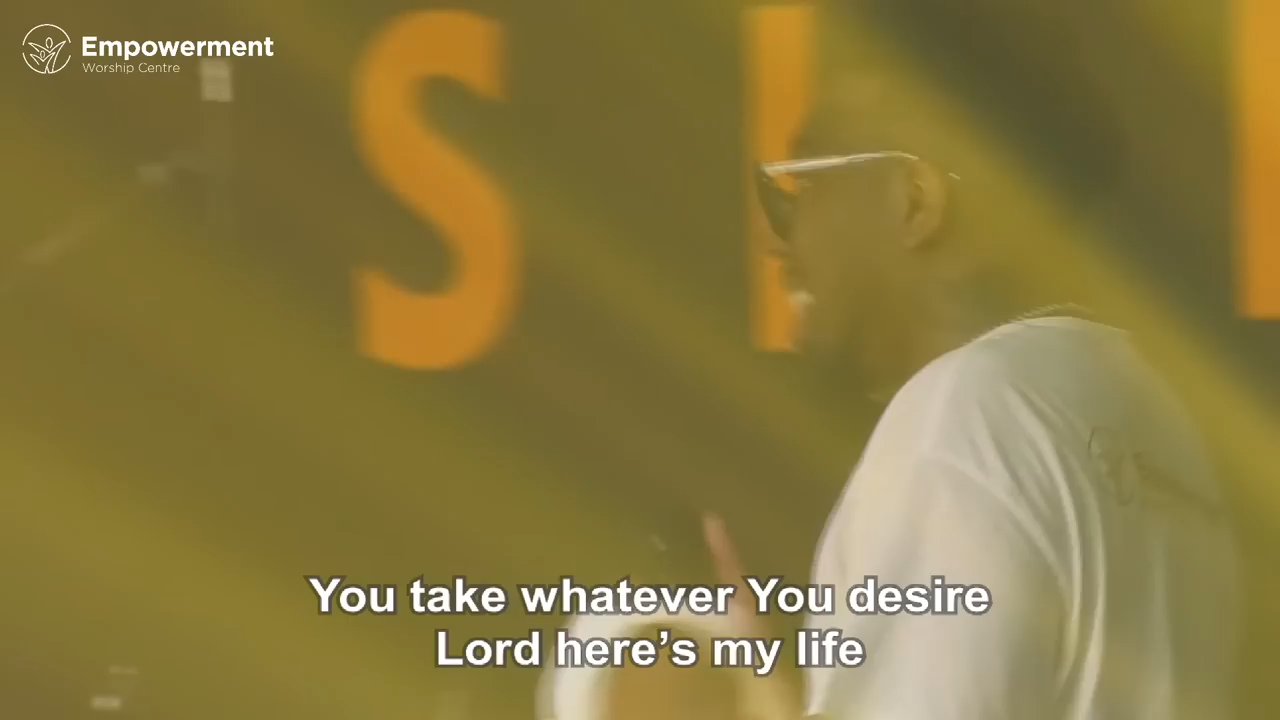 Empowerment
Worship Centre
S
You take whatever You desire
Lord here's my life